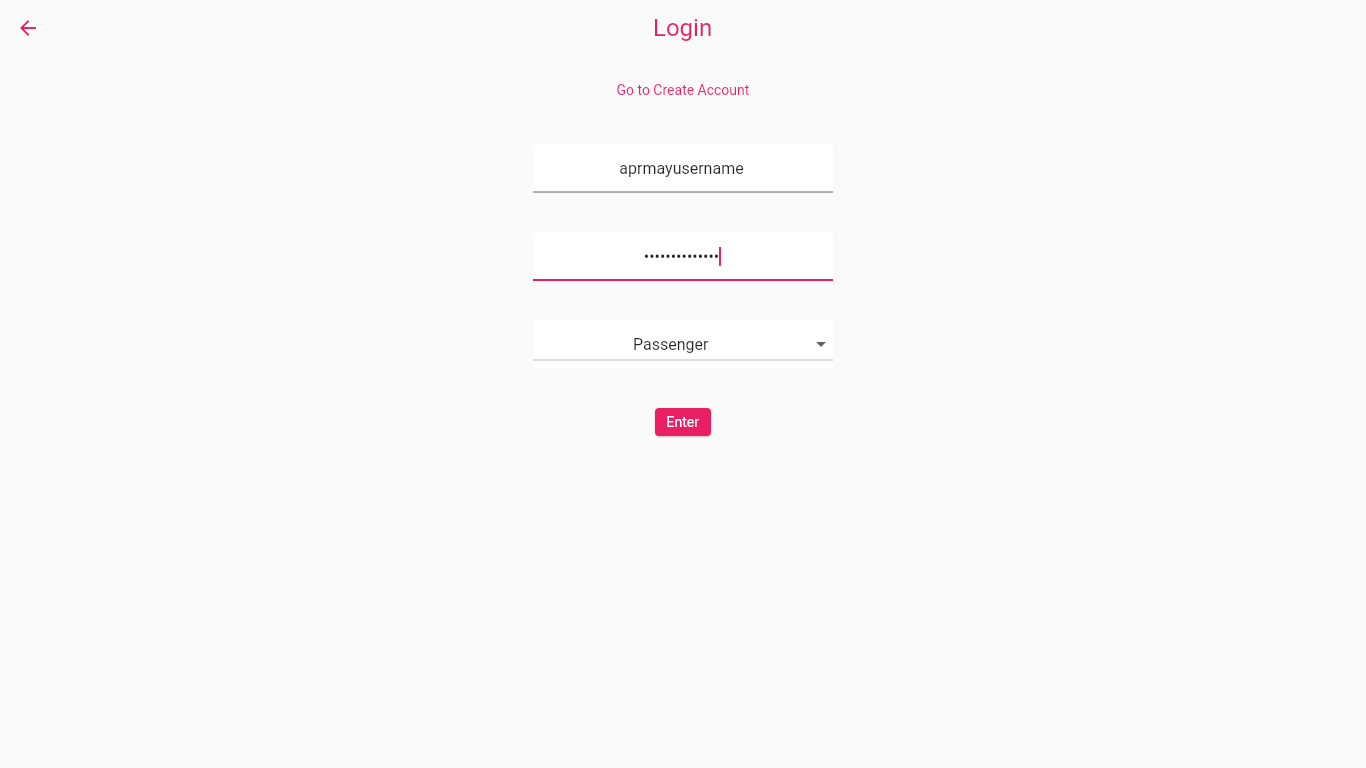 Login
Go to Create Account
aprmayusername
••••••••••••••
Passenger
Enter